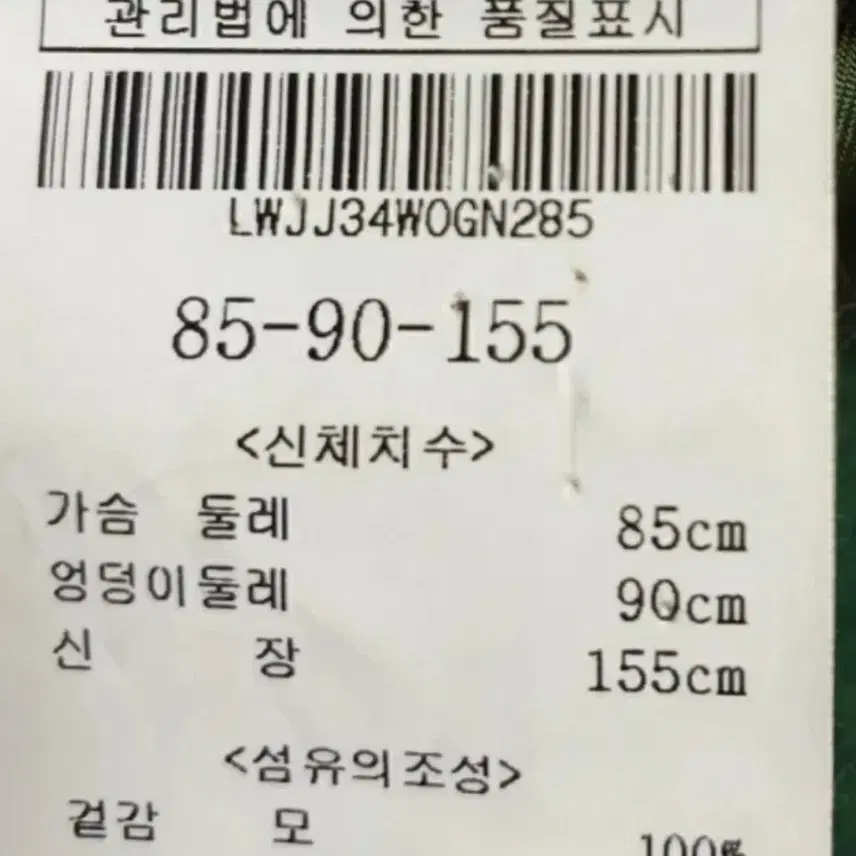 관리법에 의한 품질표시
LWJJ34WOGN285
85-90-155
<신체치수>
가슴 둘레 85cm
엉덩이둘레 90cm
신 장 155cm
<섬유의조성>
겉감 모 100%